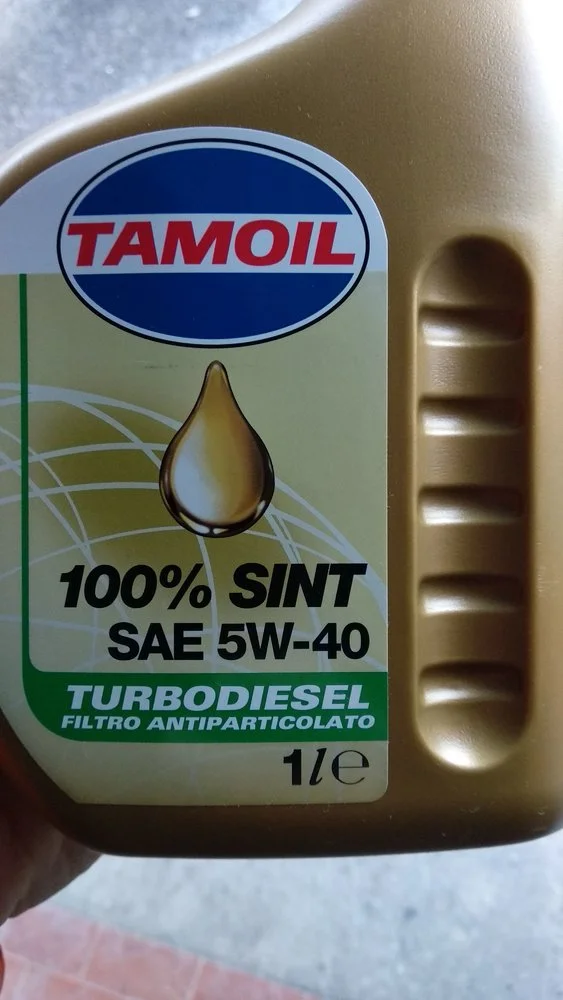 TAMOIL
100% SINT
SAE 5W-40
TURBODIESEL
FILTRO ANTIPARTICOLATO
1l℮